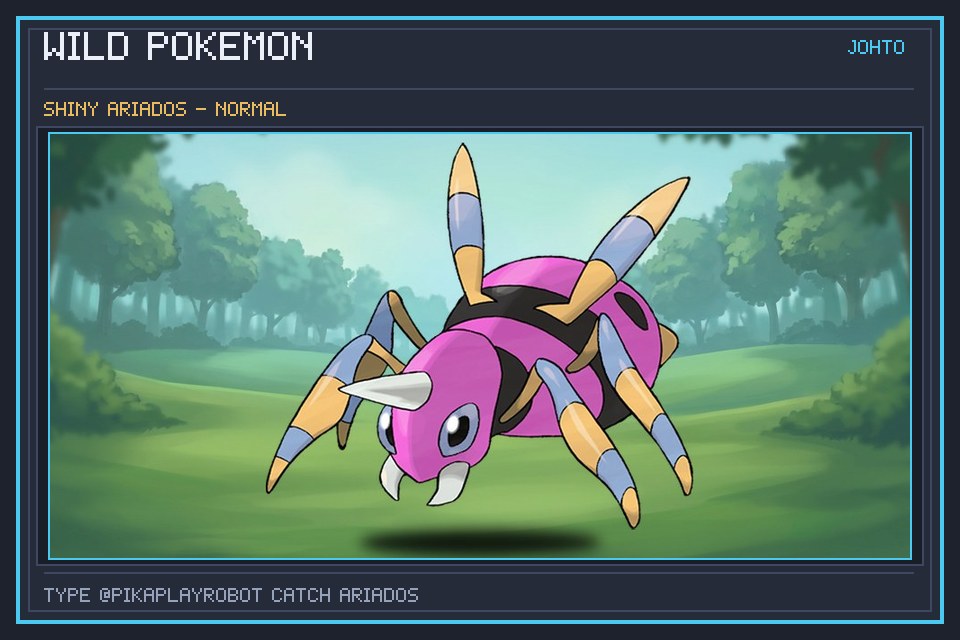 WILD POKEMON
JOHTO
SHINY ARIADOS - NORMAL
TYPE @PIKAPLAYROBOT CATCH ARIADOS